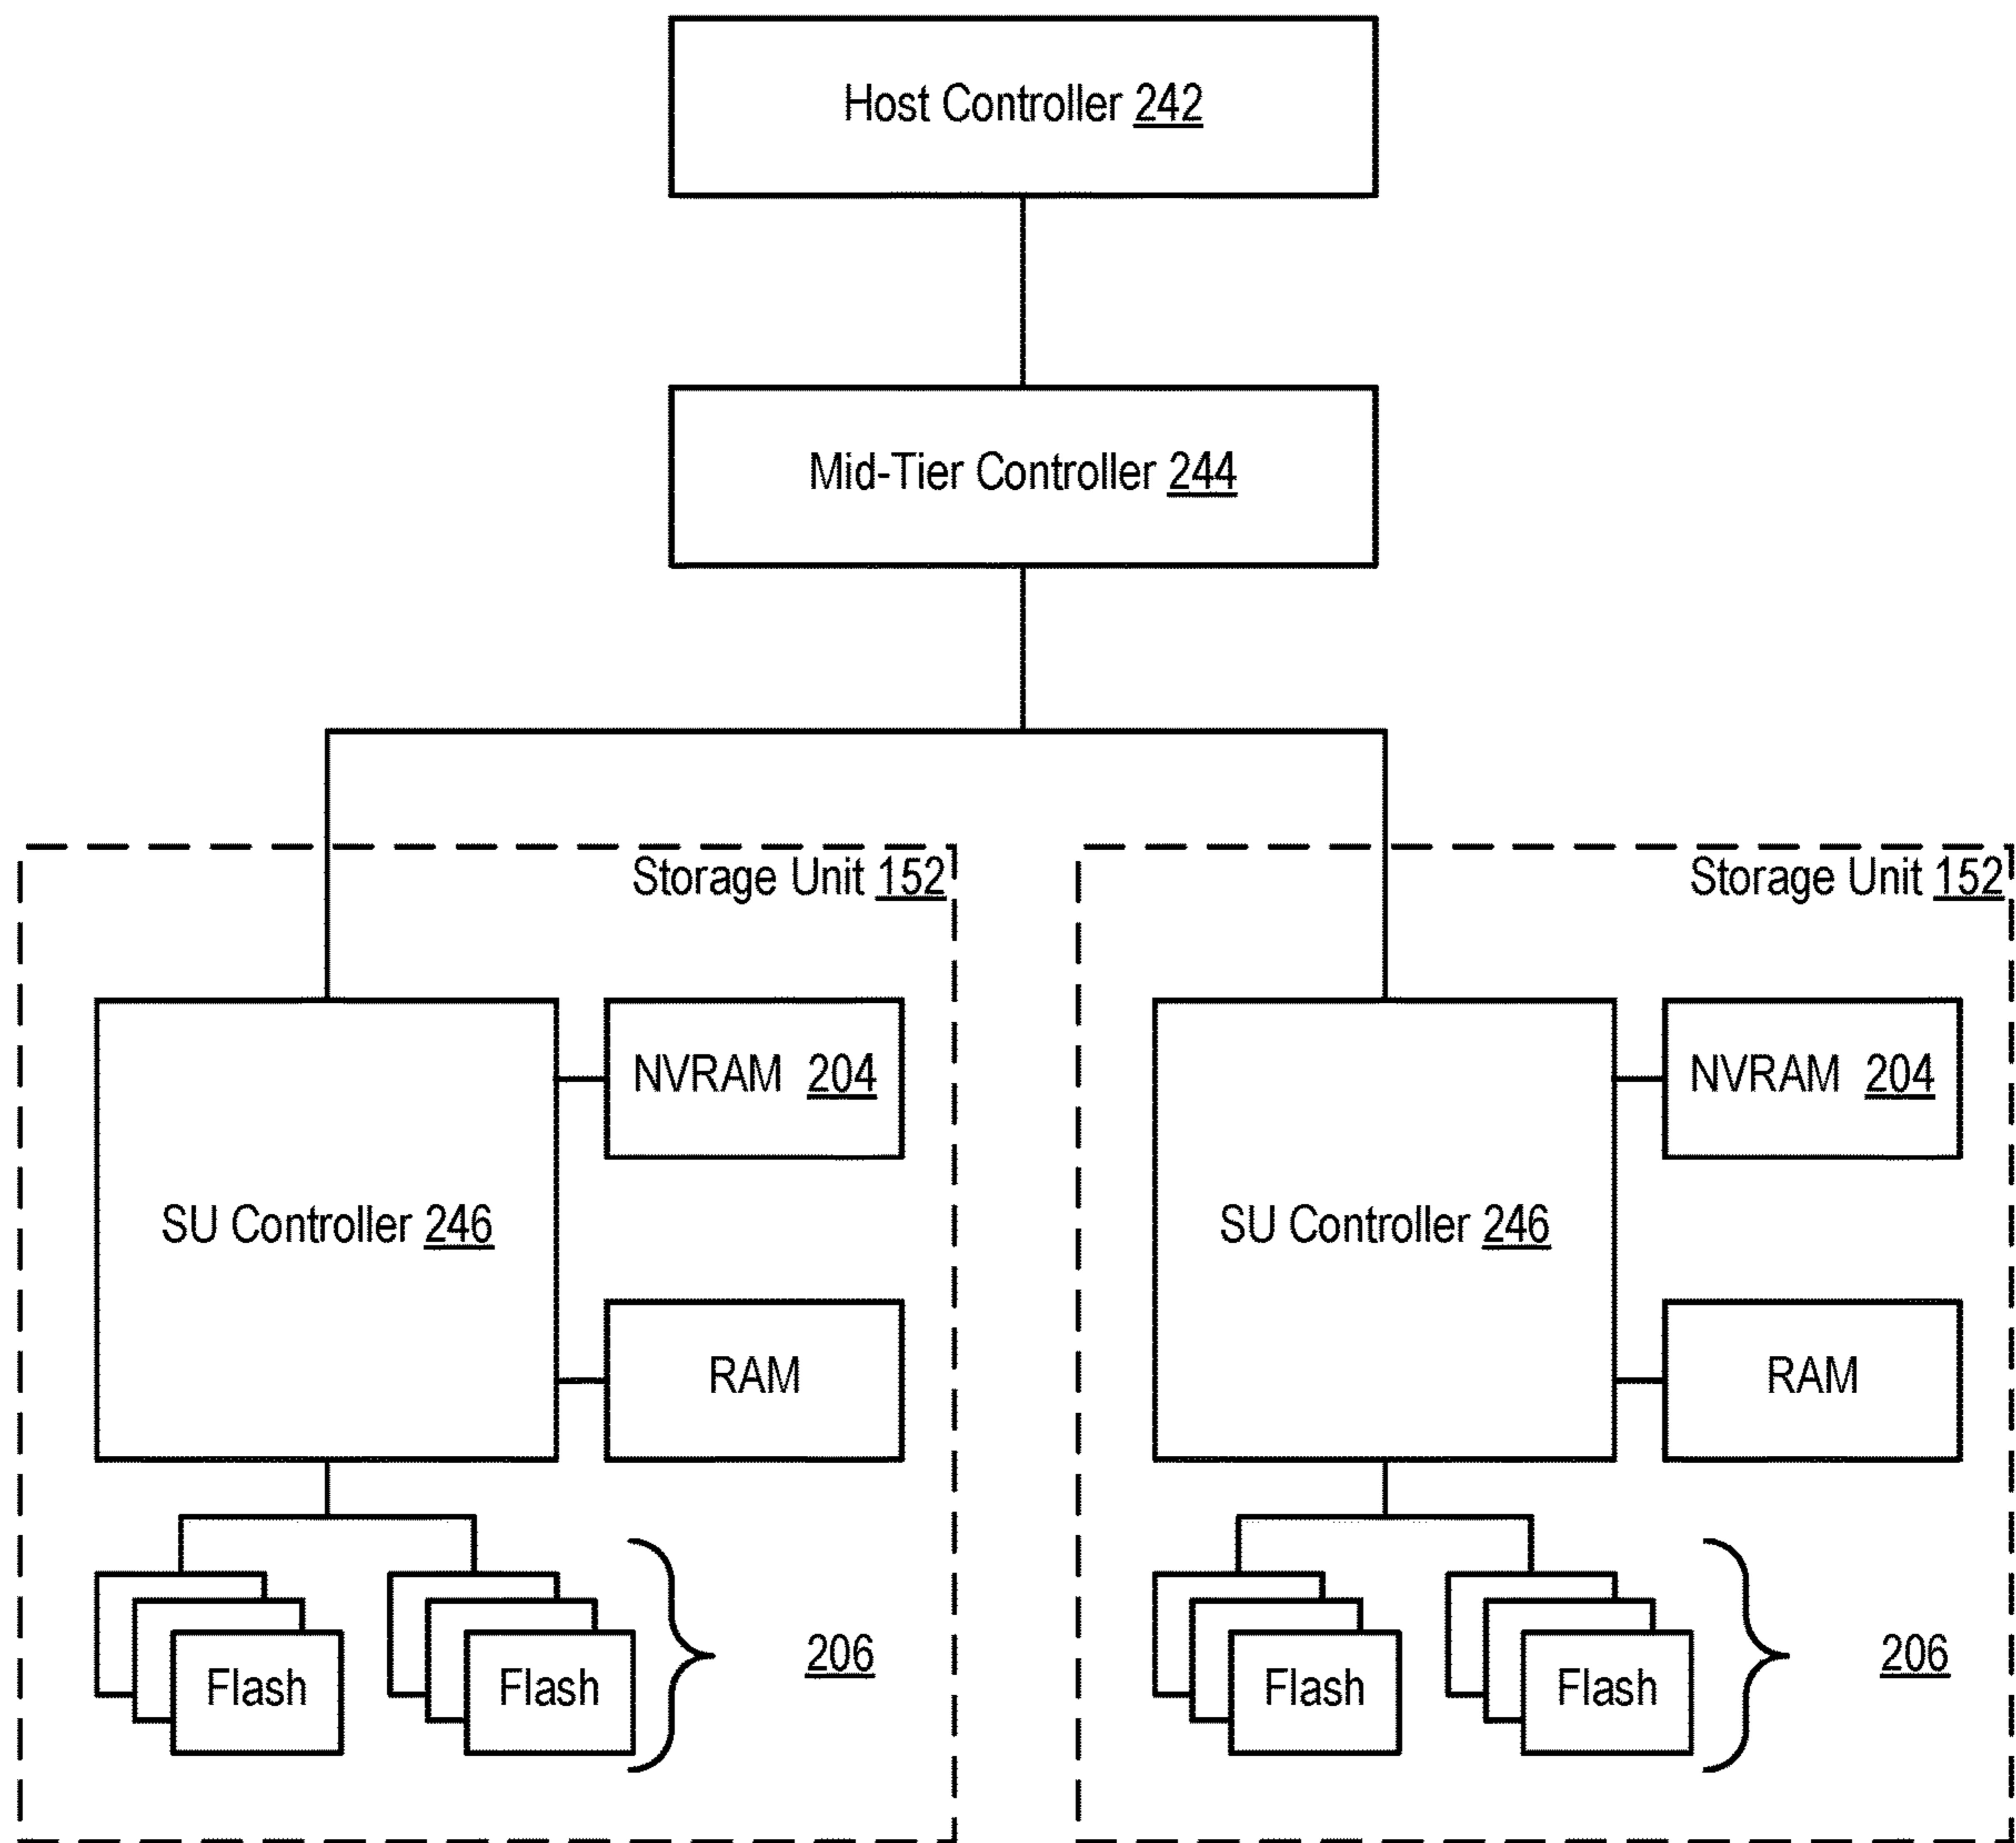 Host Controller 242
Mid-Tier Controller 244
Storage Unit 152
NVRAM 204
SU Controller 246
RAM
Flash
Flash
206
Storage Unit 152
NVRAM 204
SU Controller 246
RAM
Flash
Flash
206